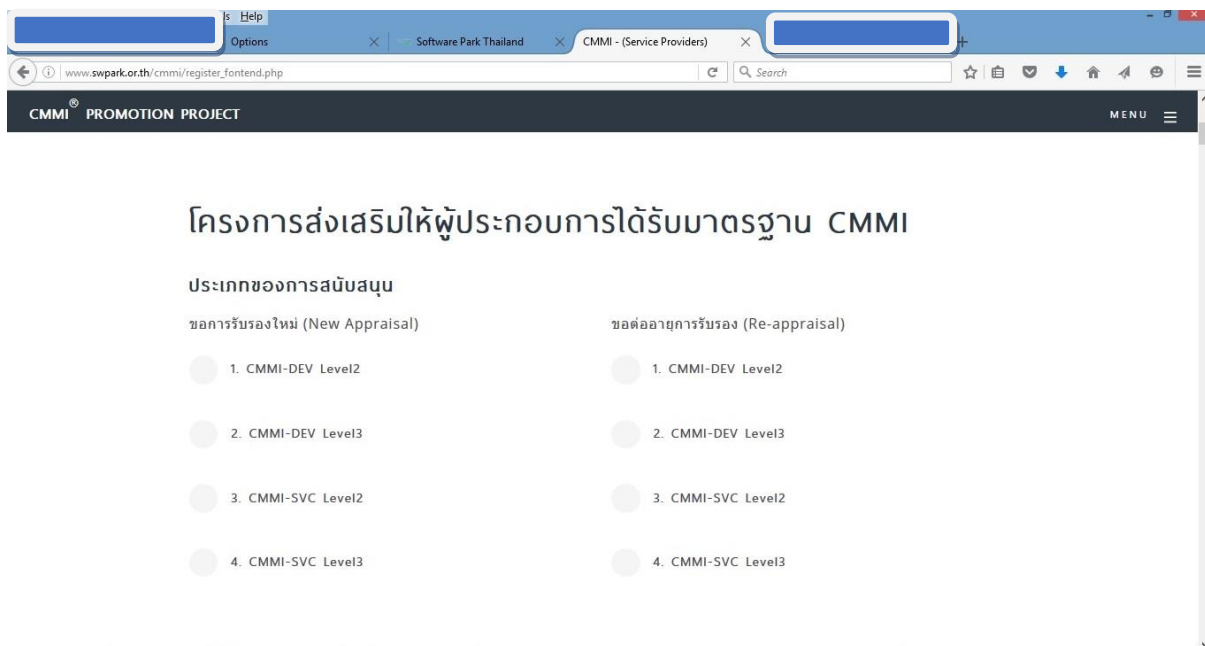 Help
Options
Software Park Thailand
CMMI - (Service Providers)
www.swpark.or.th/cmmi/register_fontend.php
Search
CMMI® PROMOTION PROJECT
MENU
โครงการส่งเสริมให้ผู้ประกอบการได้รับมาตรฐาน CMMI
ประเภทของการสนับสนุน
ขอการรับรองใหม่ (New Appraisal)
1. CMMI-DEV Level2
2. CMMI-DEV Level3
3. CMMI-SVC Level2
4. CMMI-SVC Level3
ขอต่ออายุการรับรอง (Re-appraisal)
1. CMMI-DEV Level2
2. CMMI-DEV Level3
3. CMMI-SVC Level2
4. CMMI-SVC Level3